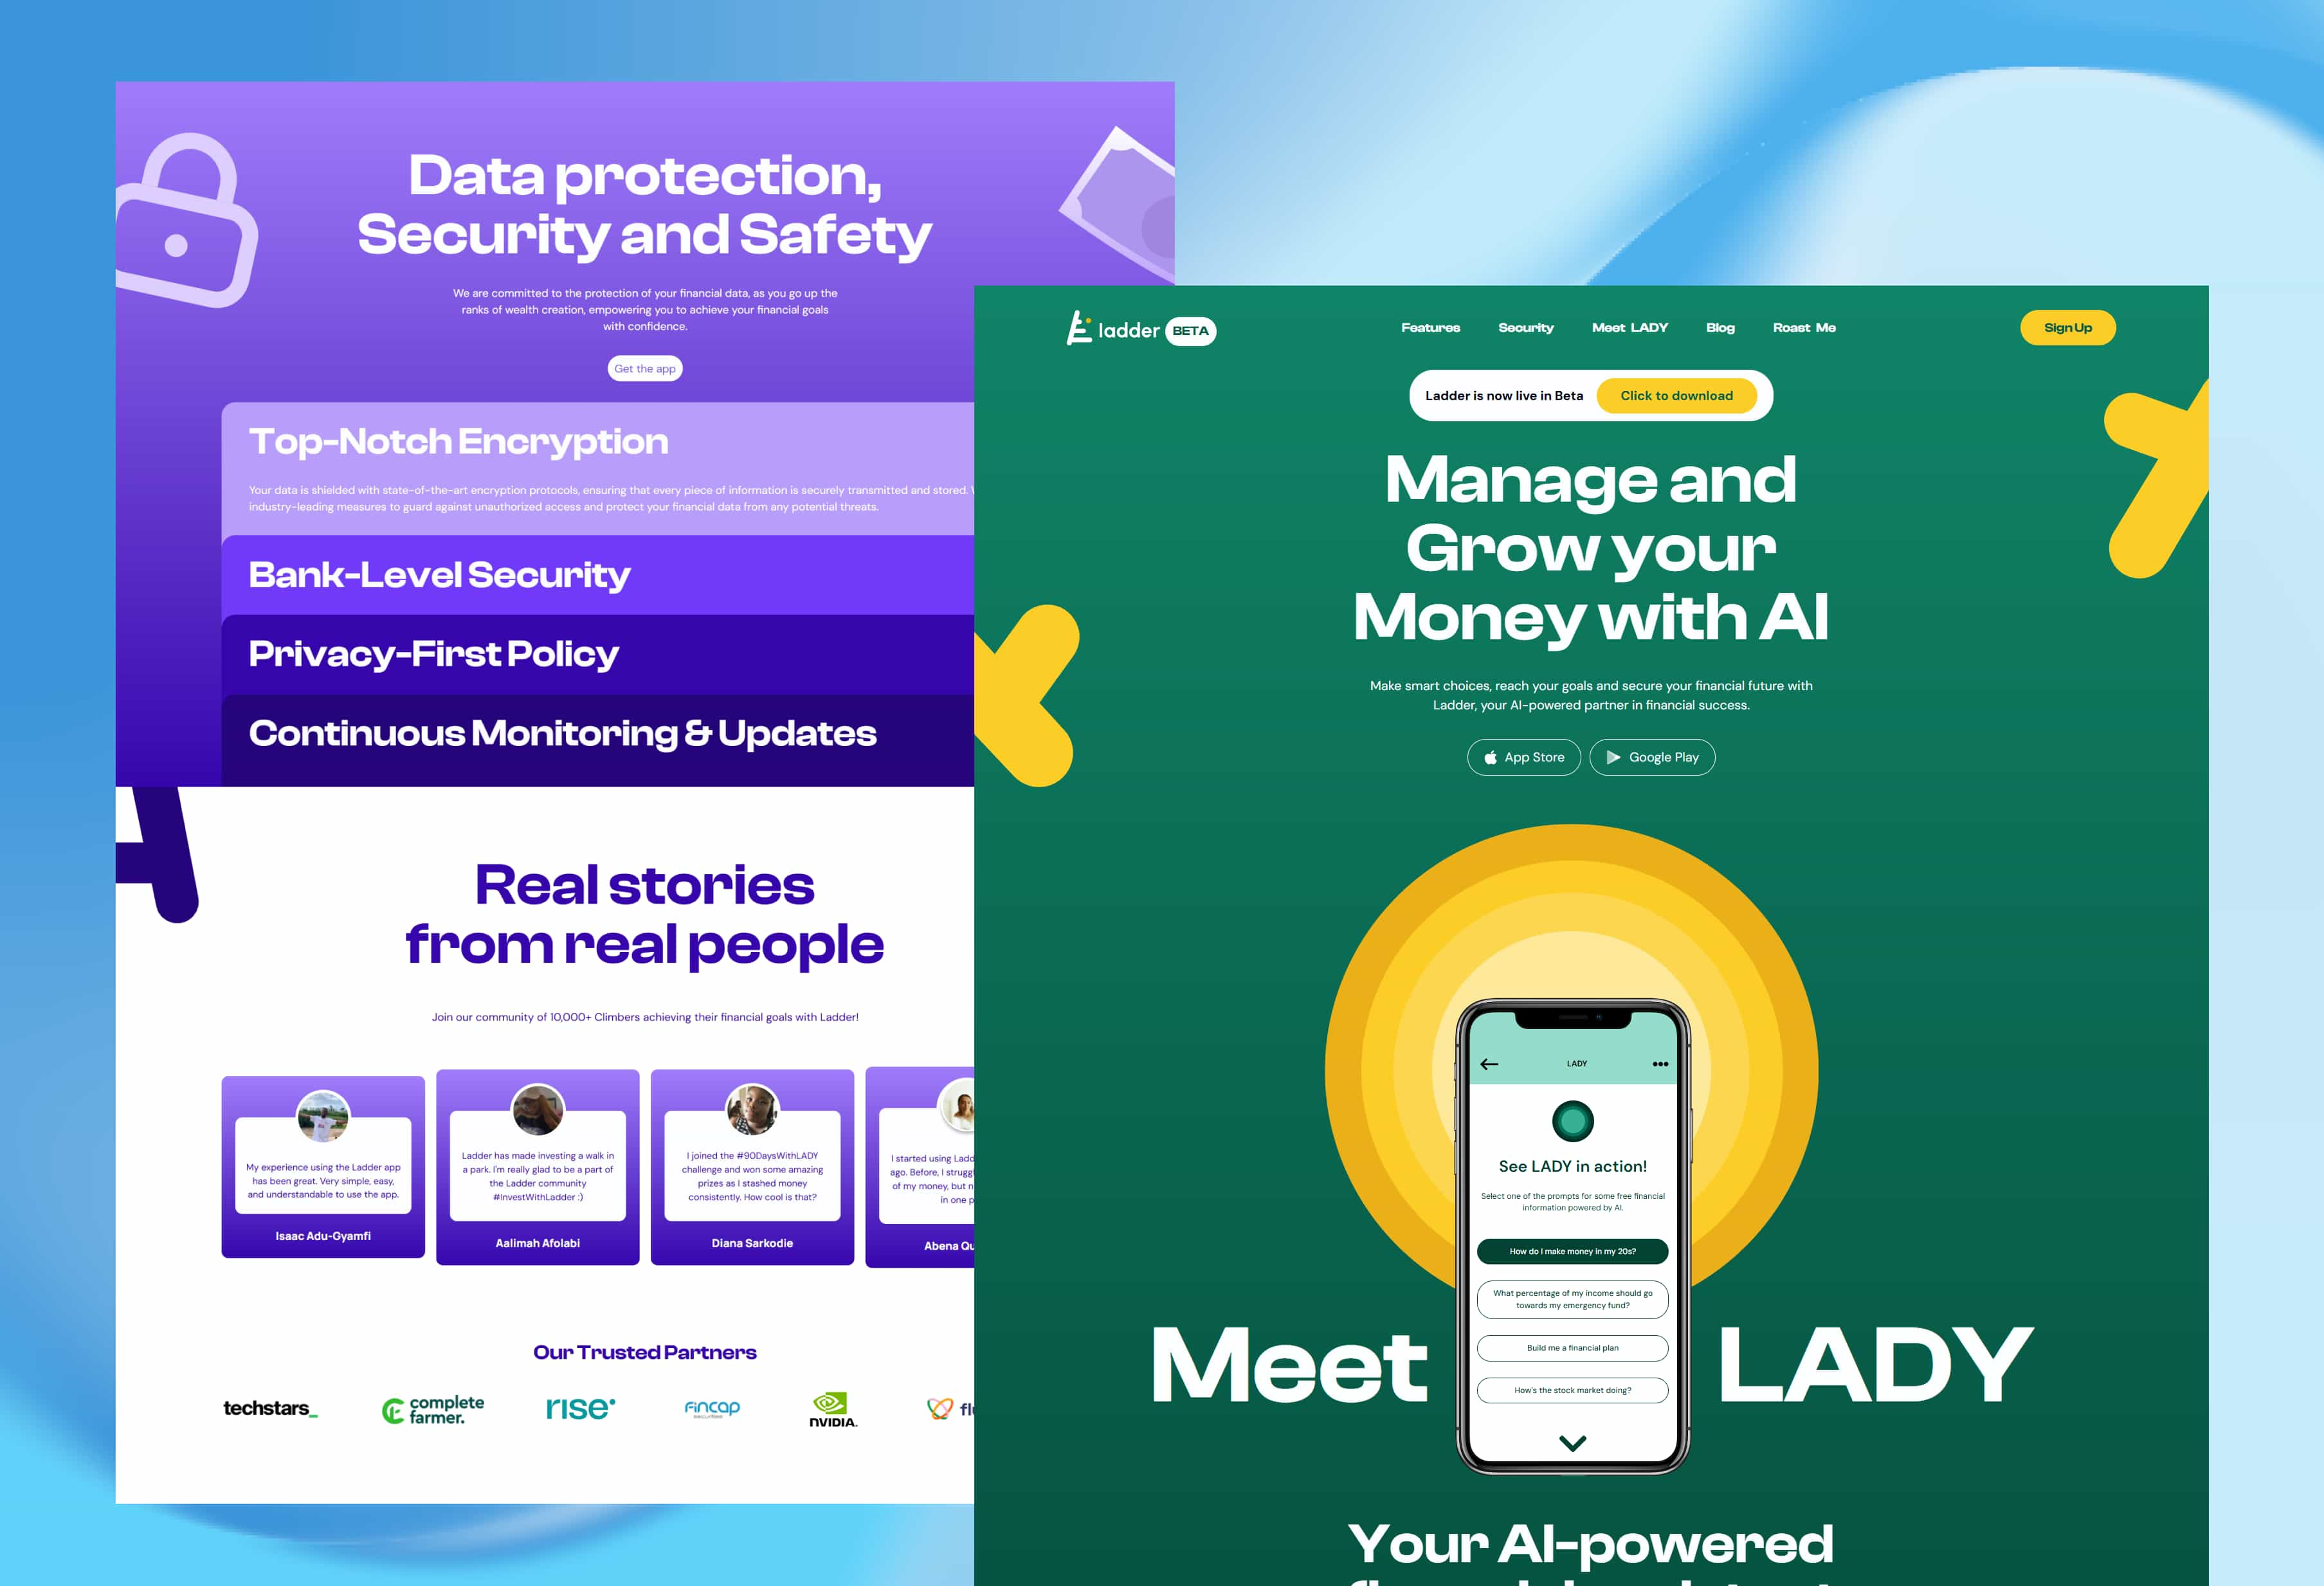 Data protection,
Security and Safety
We are committed to the protection of your financial data, as you go up the
ranks of wealth creation, empowering you to achieve your financial goals
with confidence.
Get the app
Top-Notch Encryption
Your data is shielded with state-of-the-art encryption protocols, ensuring that every piece of information is securely transmitted and stored.
industry-leading measures to guard against unauthorized access and protect your financial data from any potential threats.
Bank-Level Security
Privacy-First Policy
Continuous Monitoring & Updates
Real stories
from real people
Join our community of 10,000+ Climbers achieving their financial goals with Ladder!
My experience using the Ladder app
has been great. Very simple, easy,
and understandable to use the app.
Isaac Adu-Gyamfi
Ladder has made investing a walk in
a park. I'm really glad to be a part of
the Ladder community
#InvestWithLadder :)
Aalimah Afolabi
I joined the #90DaysWithLADY
challenge and won some amazing
prizes as I stashed money
consistently. How cool is that?
Diana Sarkodie
I started using Ladd
ago. Before, I strugg
of my money, but n
in one p
Abena Qu
Our Trusted Partners
techstars_
complete
farmer.
rise
fincap
securities
NVIDIA.
flu
ladder BETA
Features Security Meet LADY Blog Roast Me
Sign Up
Ladder is now live in Beta Click to download
Manage and
Grow your
Money with AI
Make smart choices, reach your goals and secure your financial future with
Ladder, your AI-powered partner in financial success.
App Store Google Play
LADY
See LADY in action!
Select one of the prompts for some free financial
information powered by AI.
How do I make money in my 20s?
What percentage of my income should go
towards my emergency fund?
Build me a financial plan
How's the stock market doing?
Meet LADY
Your AI-powered